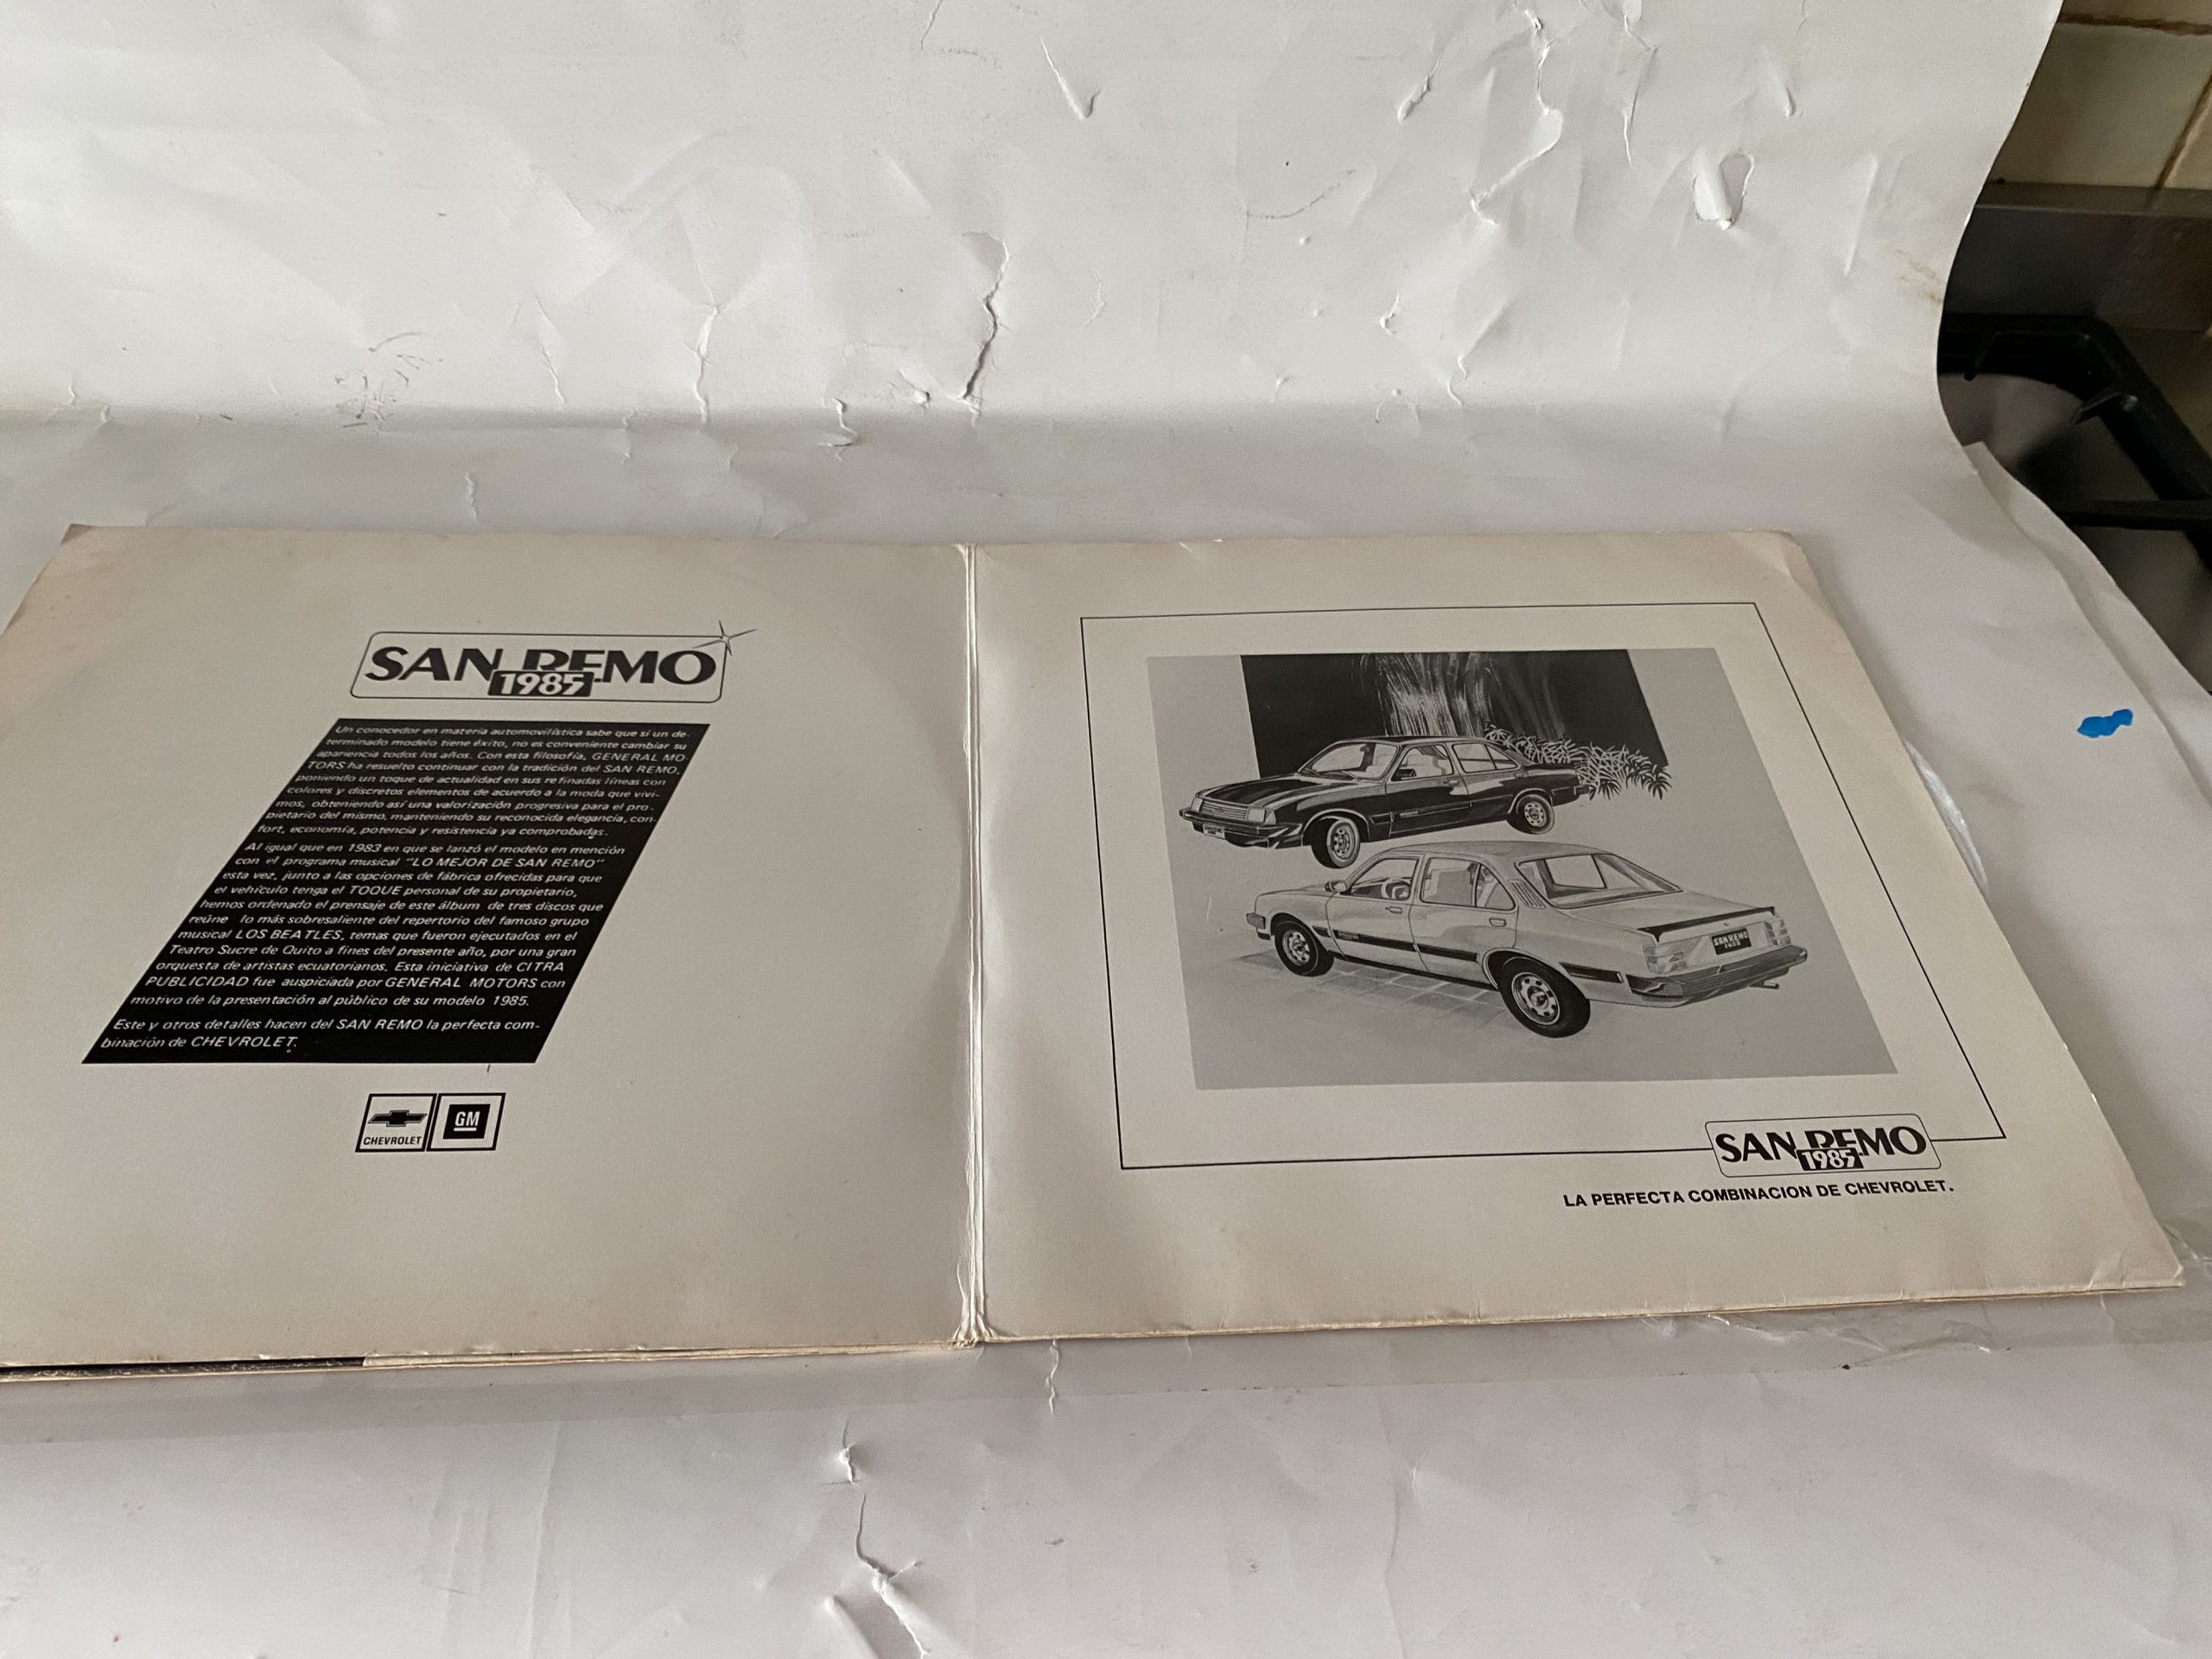 SAN REMO
1985
Un conocedor en materia automovilística sabe que si un de-
terminado modelo tiene éxito, no es conveniente cambiar su
apariencia todos los años. Con esta filosofía, GENERAL MO-
TORS ha resuelto continuar con la tradición del SAN REMO,
poniendo un toque de actualidad en sus refinadas líneas con
colores y discretos elementos de acuerdo a la moda que vivi-
mos, obteniendo así una valorización progresiva para el pro-
pietario del mismo, manteniendo su reconocida elegancia, con-
fort, economía, potencia y resistencia ya comprobadas.
Al igual que en 1983 en que se lanzó el modelo en mención
con el programa musical "LO MEJOR DE SAN REMO"
esta vez, junto a las opciones de fábrica ofrecidas para que
el vehículo tenga el TOQUE personal de su propietario,
hemos ordenado el prensaje de este álbum de tres discos que
reúne lo más sobresaliente del repertorio del famoso grupo
musical LOS BEATLES, temas que fueron ejecutados en el
Teatro Sucre de Quito a fines del presente año, por una gran
orquesta de artistas ecuatorianos. Esta iniciativa de CITRA
PUBLICIDAD fue auspiciada por GENERAL MOTORS con
motivo de la presentación al público de su modelo 1985.
Este y otros detalles hacen del SAN REMO la perfecta com-
binación de CHEVROLET.
CHEVROLET
GM
SAN REMO
1985
SAN REMO
1985
LA PERFECTA COMBINACION DE CHEVROLET.